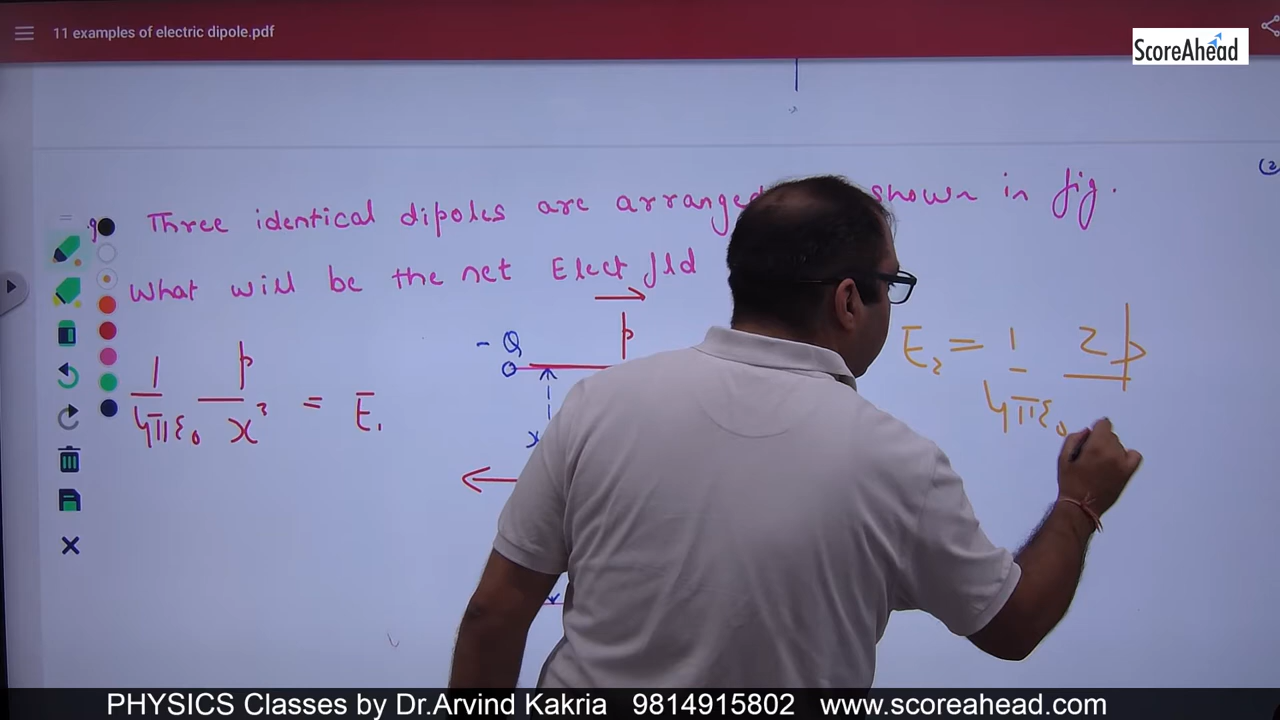 11 examples of electric dipole.pdf
ScoreAhead
(2)
Three identical dipoles are arranged shown in fig.
What will be the net Elect fld
- Q
p
x
1/4πε₀ p/x³ = E₁
E₂ = 1/4πε₀ 2p
PHYSICS Classes by Dr.Arvind Kakria 9814915802 www.scoreahead.com